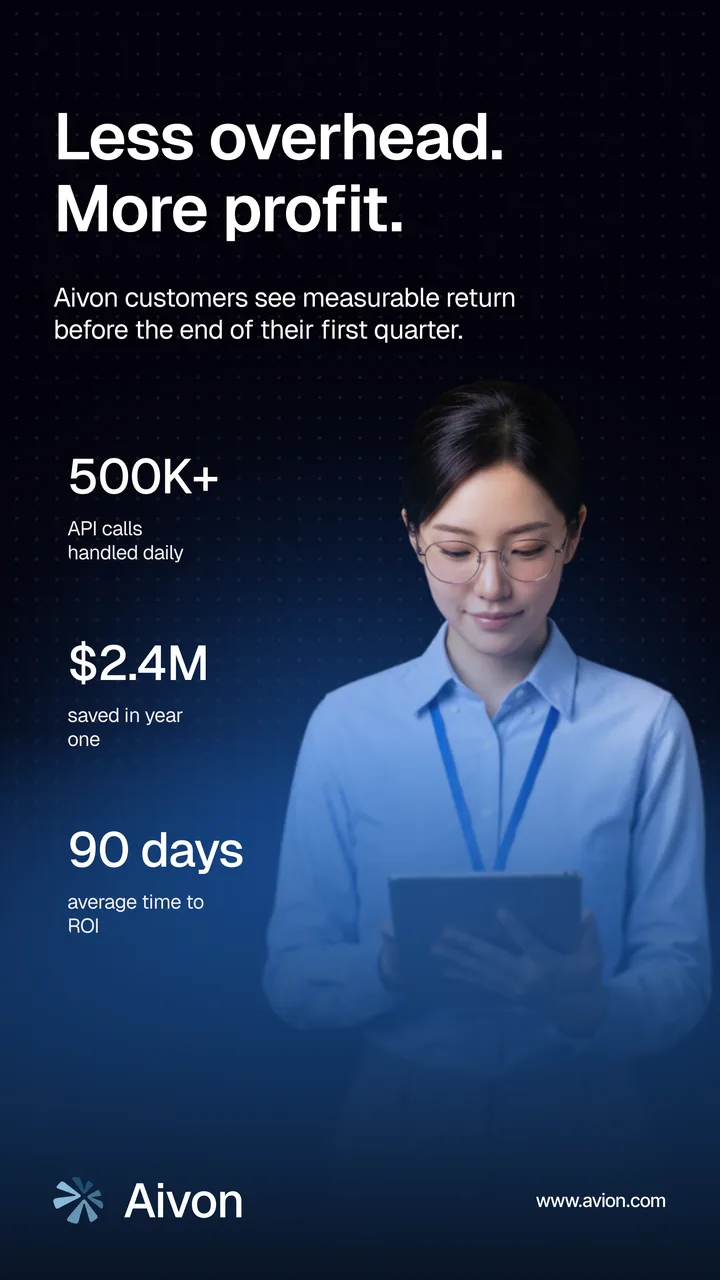 Less overhead.
More profit.
Aivon customers see measurable return
before the end of their first quarter.
500K+
API calls
handled daily
$2.4M
saved in year
one
90 days
average time to
ROI
Aivon
www.avion.com